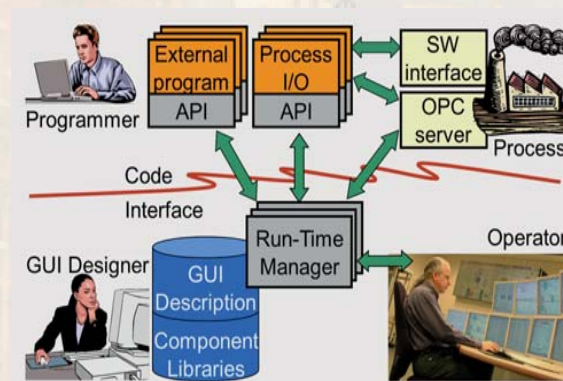 External
program
API
Process
I/O
API
SW
interface
OPC
server
Programmer
Process
Code
Interface
GUI Designer
GUI
Description
Component
Libraries
Run-Time
Manager
Operator